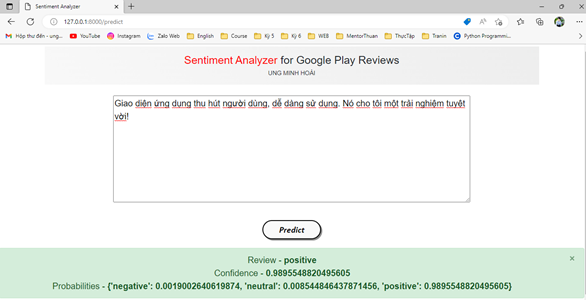 Sentiment Analyzer
127.0.0.1:8000/predict
Hộp thư đến - ung... YouTube Instagram Zalo Web English Course Kỳ 5 Kỳ 6 WEB MentorThuan ThựcTập Tranin Python Programmi...
Sentiment Analyzer for Google Play Reviews
UNG MINH HOÀI
Giao diện ứng dụng thu hút người dùng, dễ dàng sử dụng. Nó cho tôi một trải nghiệm tuyệt
vời!
Predict
Review - positive
Confidence - 0.9895548820495605
Probabilities - {'negative': 0.0019002640619874, 'neutral': 0.008544846437871456, 'positive': 0.9895548820495605}